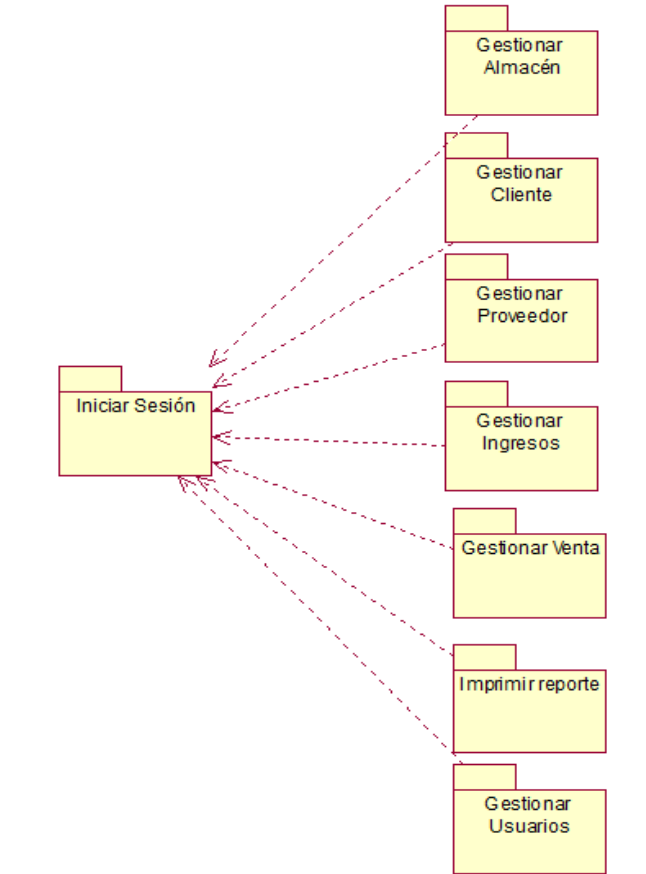 Gestionar
Almacén
Gestionar
Cliente
Gestionar
Proveedor
Iniciar Sesión
Gestionar
Ingresos
Gestionar Venta
Imprimir reporte
Gestionar
Usuarios